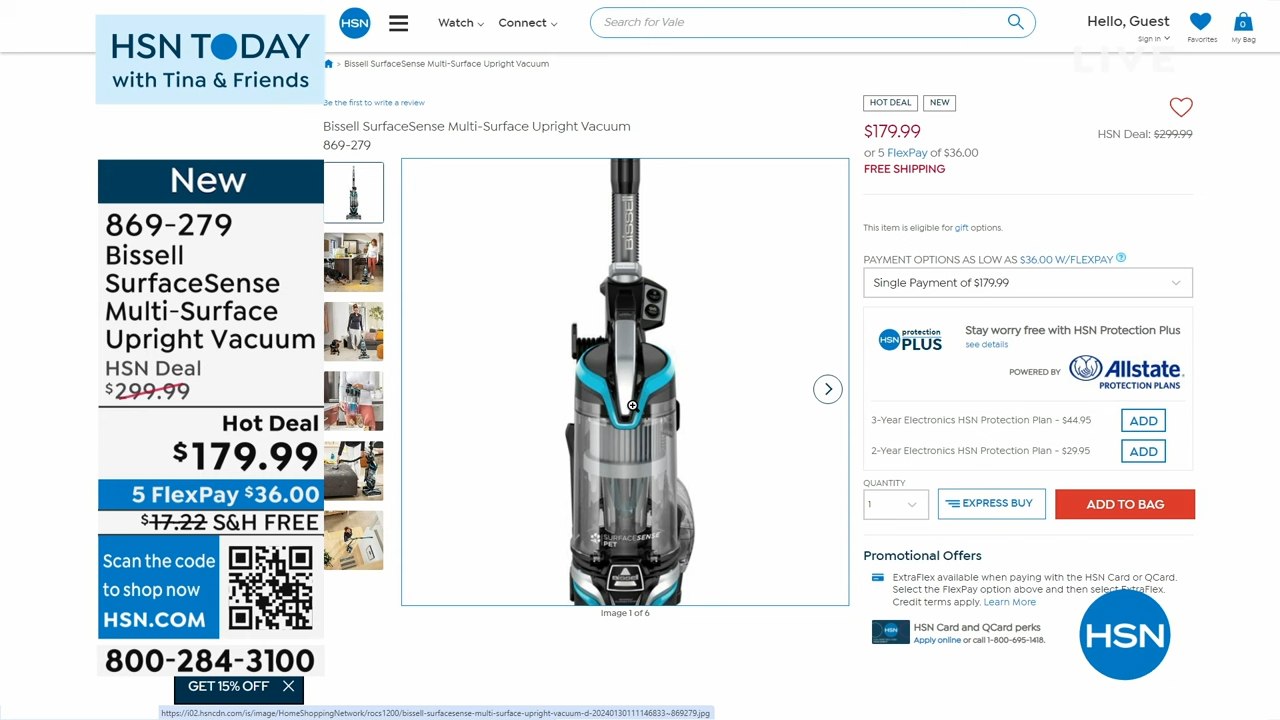 HSN TODAY
with Tina & Friends
HSN
Watch
Connect
Search for Vale
Hello, Guest
Sign in
Favorites
0
My Bag
LIVE
> Bissell SurfaceSense Multi-Surface Upright Vacuum
Be the first to write a review
Bissell SurfaceSense Multi-Surface Upright Vacuum
869-279
New
869-279
Bissell
SurfaceSense
Multi-Surface
Upright Vacuum
HSN Deal
$299.99
Hot Deal
$179.99
5 FlexPay $36.00
$17.22 S&H FREE
Scan the code
to shop now
HSN.COM
800-284-3100
GET 15% OFF
BISSELL
SURFACESENSE
PET
BISSELL
Image 1 of 6
HOT DEAL
NEW
$179.99
HSN Deal: $299.99
or 5 FlexPay of $36.00
FREE SHIPPING
This item is eligible for gift options.
PAYMENT OPTIONS AS LOW AS $36.00 W/FLEXPAY ?
Single Payment of $179.99
HSN protection PLUS
Stay worry free with HSN Protection Plus
see details
POWERED BY
Allstate
PROTECTION PLANS
3-Year Electronics HSN Protection Plan - $44.95
ADD
2-Year Electronics HSN Protection Plan - $29.95
ADD
QUANTITY
1
EXPRESS BUY
ADD TO BAG
Promotional Offers
ExtraFlex available when paying with the HSN Card or QCard.
Select the FlexPay option above and then select ExtraFlex.
Credit terms apply. Learn More
HSN
HSN Card and QCard perks
Apply online or call 1-800-695-1418.
HSN
https://i02.hsncdn.com/is/image/HomeShoppingNetwork/rocs1200/bissell-surfacesense-multi-surface-upright-vacuum-d-20240130111146833~869279.jpg